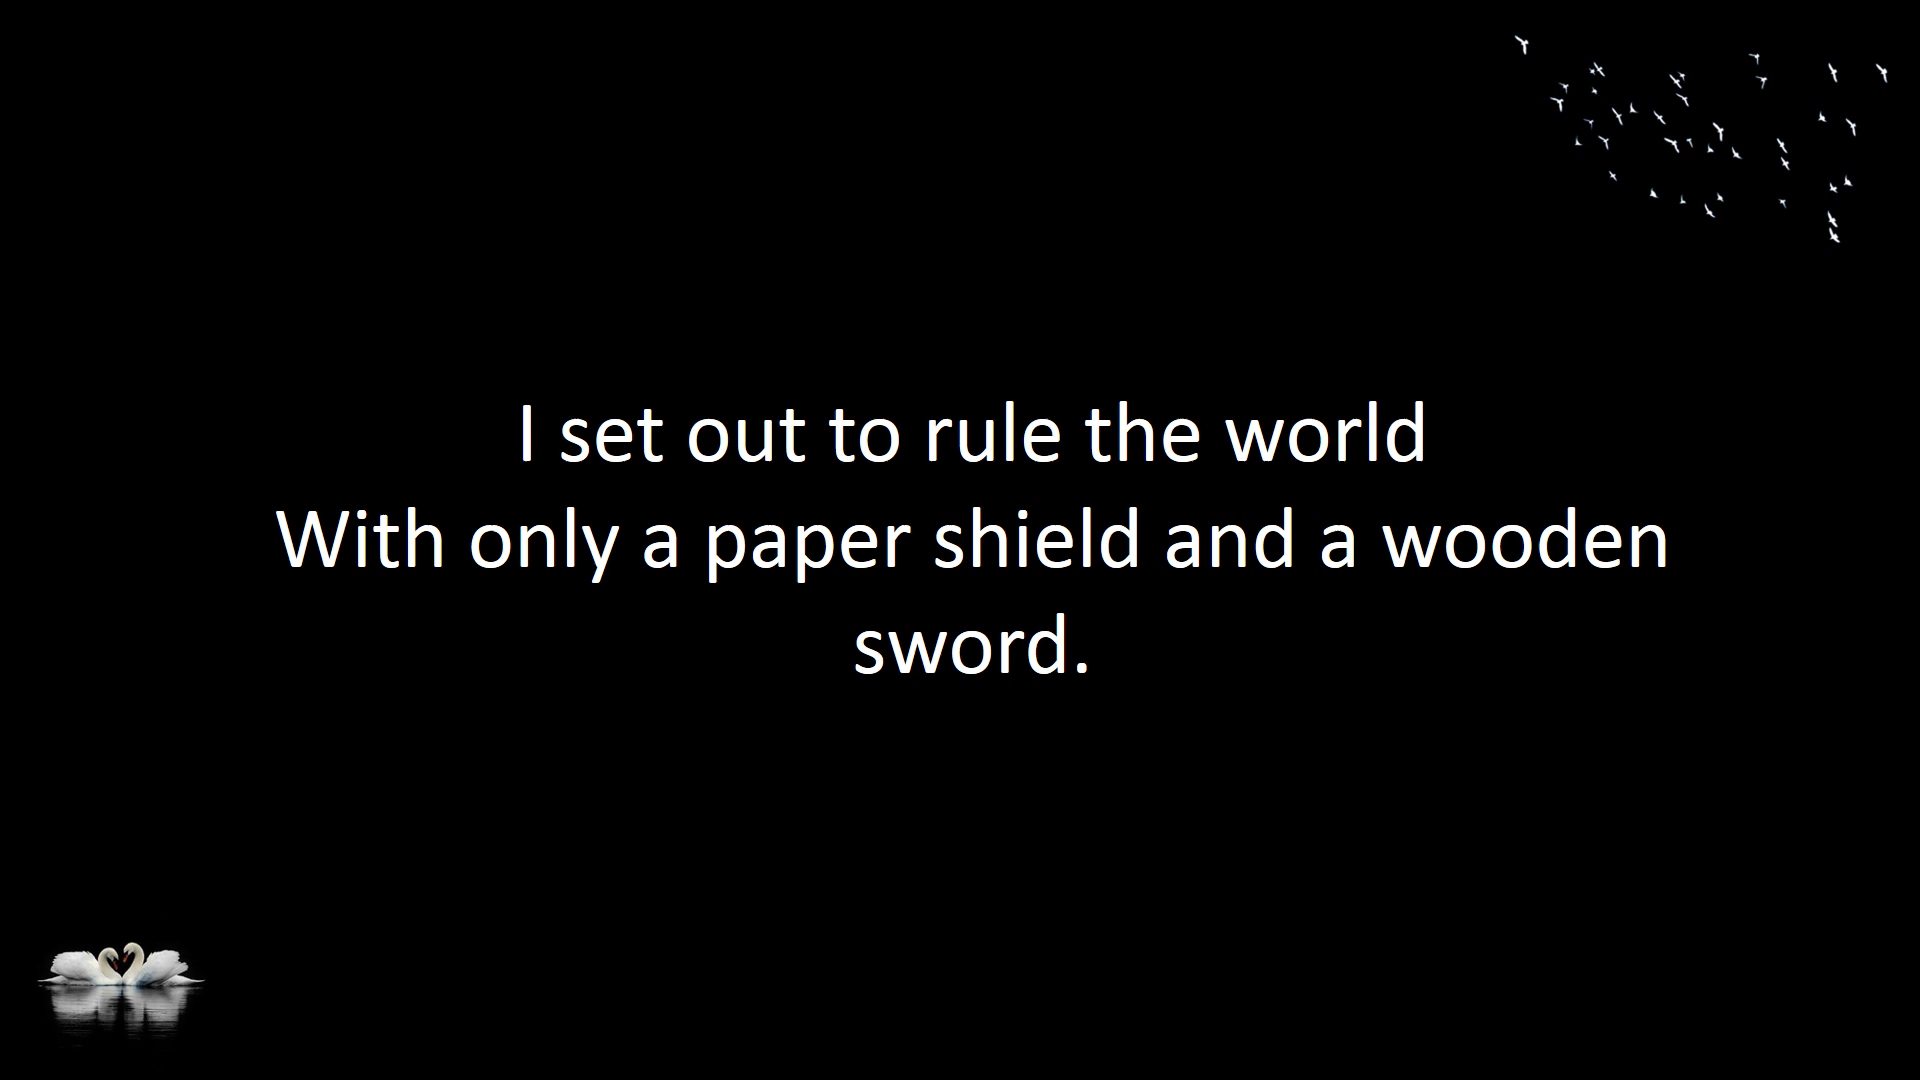 I set out to rule the world
With only a paper shield and a wooden
sword.